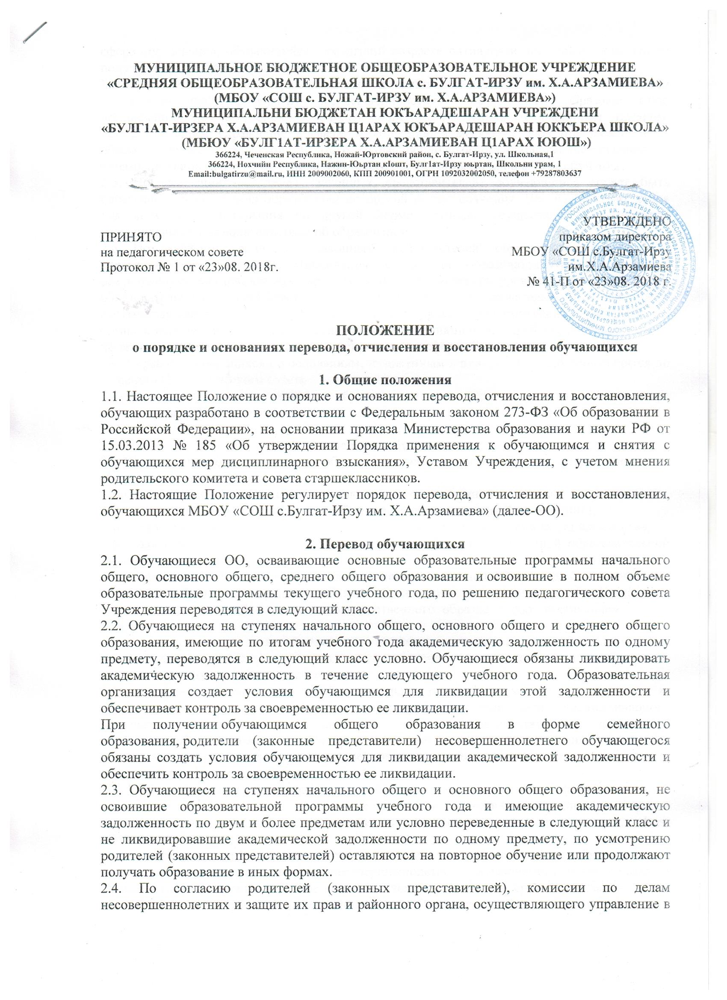 МУНИЦИПАЛЬНОЕ БЮДЖЕТНОЕ ОБЩЕОБРАЗОВАТЕЛЬНОЕ УЧРЕЖДЕНИЕ
«СРЕДНЯЯ ОБЩЕОБРАЗОВАТЕЛЬНАЯ ШКОЛА с. БУЛГАТ-ИРЗУ им. Х.А.АРЗАМИЕВА»
(МБОУ «СОШ с. БУЛГАТ-ИРЗУ им. Х.А.АРЗАМИЕВА»)
МУНИЦИПАЛЬНИ БЮДЖЕТАН ЮКЪАРАДЕШАРАН УЧРЕЖДЕНИ
«БУЛГ1АТ-ИРЗЕРА Х.А.АРЗАМИЕВАН Ц1АРАХ ЮКЪАРАДЕШАРАН ЮККЪЕРА ШКОЛА»
(МБЮУ «БУЛГ1АТ-ИРЗЕРА Х.А.АРЗАМИЕВАН Ц1АРАХ ЮЮШ»)
366224, Чеченская Республика, Ножай-Юртовский район, с. Булгат-Ирзу, ул. Школьная,1
366224, Нохчийн Республика, Нажин-Юьртан кIошт, Булг1ат-Ирзу юьртан, Школьни урам, 1
Email:bulgatirzu@mail.ru, ИНН 2009002060, КПП 200901001, ОГРН 1092032002050, телефон +79287803637
УТВЕРЖДЕНО
ПРИНЯТО приказом директора
на педагогическом совете МБОУ «СОШ с.Булгат-Ирзу
Протокол № 1 от «23»08. 2018г. им.Х.А.Арзамиева
№ 41-П от «23»08. 2018 г.
ПОЛОЖЕНИЕ
о порядке и основаниях перевода, отчисления и восстановления обучающихся
1. Общие положения
1.1. Настоящее Положение о порядке и основаниях перевода, отчисления и восстановления,
обучающих разработано в соответствии с Федеральным законом 273-ФЗ «Об образовании в
Российской Федерации», на основании приказа Министерства образования и науки РФ от
15.03.2013 № 185 «Об утверждении Порядка применения к обучающимся и снятия с
обучающихся мер дисциплинарного взыскания», Уставом Учреждения, с учетом мнения
родительского комитета и совета старшеклассников.
1.2. Настоящие Положение регулирует порядок перевода, отчисления и восстановления,
обучающихся МБОУ «СОШ с.Булгат-Ирзу им. Х.А.Арзамиева» (далее-ОО).
2. Перевод обучающихся
2.1. Обучающиеся ОО, осваивающие основные образовательные программы начального
общего, основного общего, среднего общего образования и освоившие в полном объеме
образовательные программы текущего учебного года, по решению педагогического совета
Учреждения переводятся в следующий класс.
2.2. Обучающиеся на ступенях начального общего, основного общего и среднего общего
образования, имеющие по итогам учебного года академическую задолженность по одному
предмету, переводятся в следующий класс условно. Обучающиеся обязаны ликвидировать
академическую задолженность в течение следующего учебного года. Образовательная
организация создает условия обучающимся для ликвидации этой задолженности и
обеспечивает контроль за своевременностью ее ликвидации.
При получении обучающимся общего образования в форме семейного
образования, родители (законные представители) несовершеннолетнего обучающегося
обязаны создать условия обучающемуся для ликвидации академической задолженности и
обеспечить контроль за своевременностью ее ликвидации.
2.3. Обучающиеся на ступенях начального общего и основного общего образования, не
освоившие образовательной программы учебного года и имеющие академическую
задолженность по двум и более предметам или условно переведенные в следующий класс и
не ликвидировавшие академической задолженности по одному предмету, по усмотрению
родителей (законных представителей) оставляются на повторное обучение или продолжают
получать образование в иных формах.
2.4. По согласию родителей (законных представителей), комиссии по делам
несовершеннолетних и защите их прав и районного органа, осуществляющего управление в